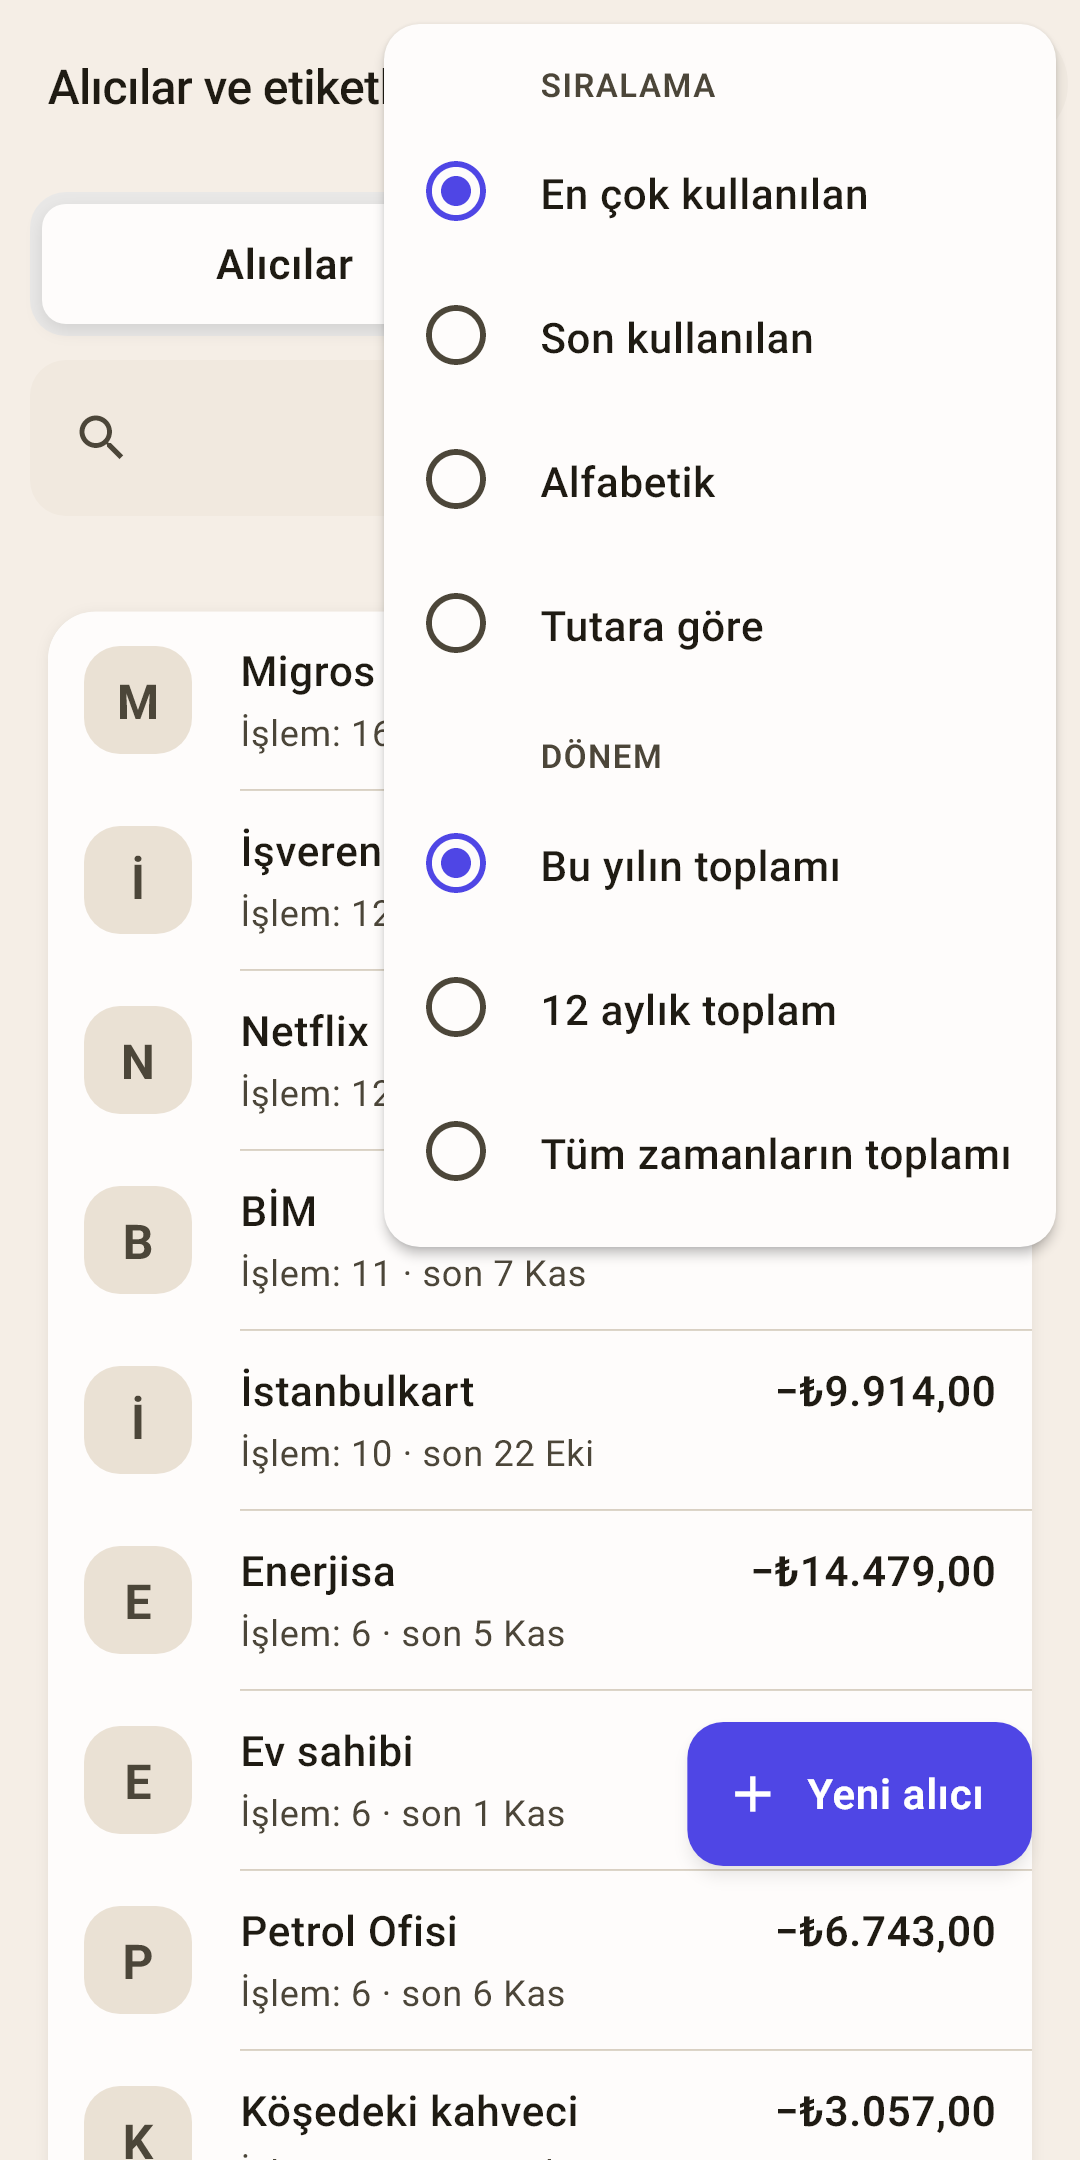 Alıcılar ve
SIRALAMA
En çok kullanılan
Alıcılar
Son kullanılan
Alfabetik
Tutara göre
M
Migros
İşlem:
DÖNEM
Bu yılın toplamı
İ
İşveren
İşlem:
12 aylık toplam
N
Netflix
İşlem:
Tüm zamanların toplamı
B
BİM
İşlem: 11 · son 7 Kas
İ
İstanbulkart
−₺9.914,00
İşlem: 10 · son 22 Eki
E
Enerjisa
−₺14.479,00
İşlem: 6 · son 5 Kas
E
Ev sahibi
İşlem: 6 · son 1 Kas
+ Yeni alıcı
P
Petrol Ofisi
−₺6.743,00
İşlem: 6 · son 6 Kas
K
Köşedeki kahveci
−₺3.057,00